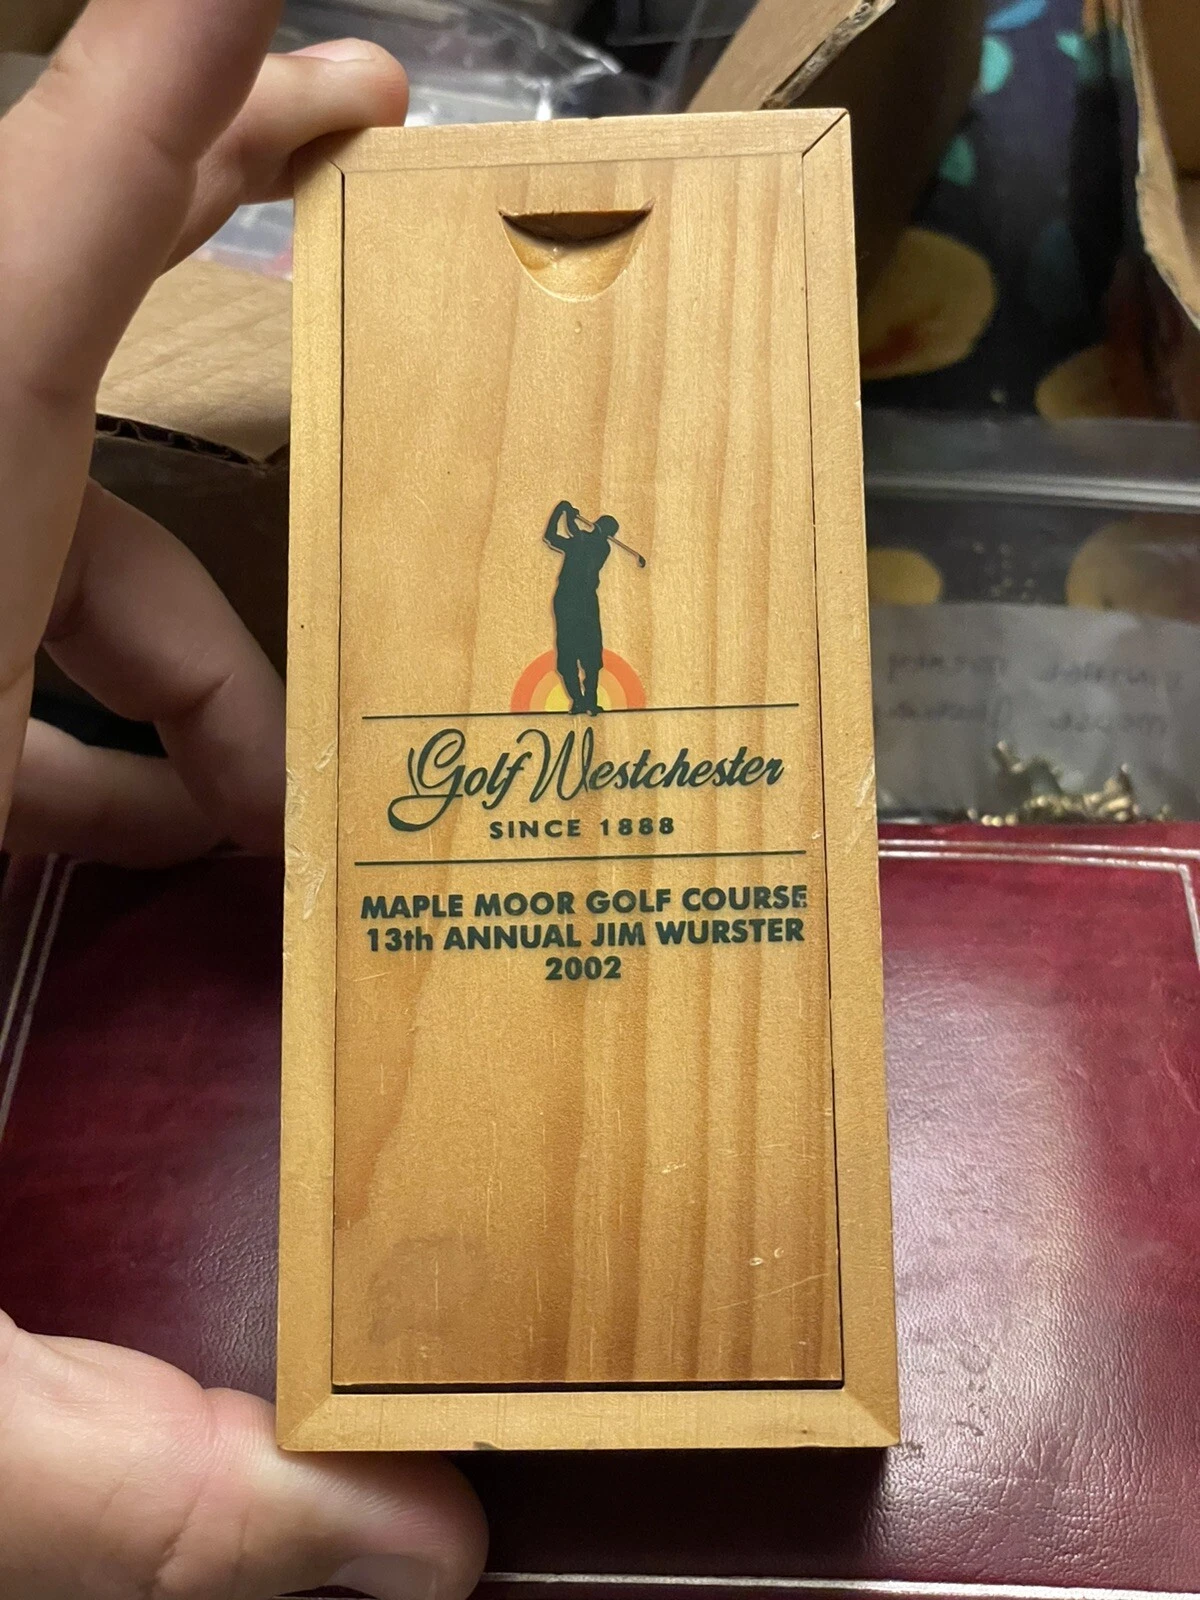 Golf Westchester
SINCE 1888
MAPLE MOOR GOLF COURSE
13th ANNUAL JIM WURSTER
2002